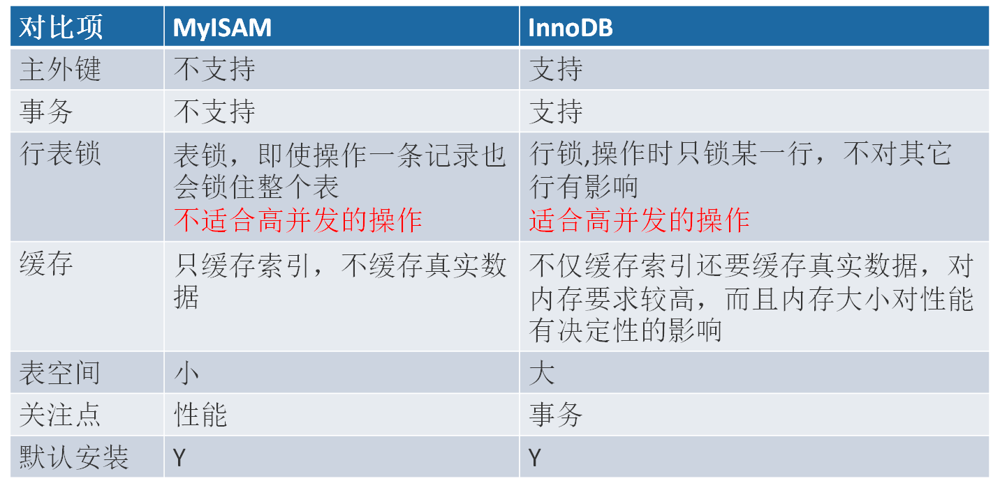 对比项 MyISAM InnoDB
主外键 不支持 支持
事务 不支持 支持
行表锁 表锁，即使操作一条记录也 行锁,操作时只锁某一行，不对其它
会锁住整个表 行有影响
不适合高并发的操作 适合高并发的操作
缓存 只缓存索引，不缓存真实数 不仅缓存索引还要缓存真实数据，对
据 内存要求较高，而且内存大小对性能
有决定性的影响
表空间 小 大
关注点 性能 事务
默认安装 Y Y